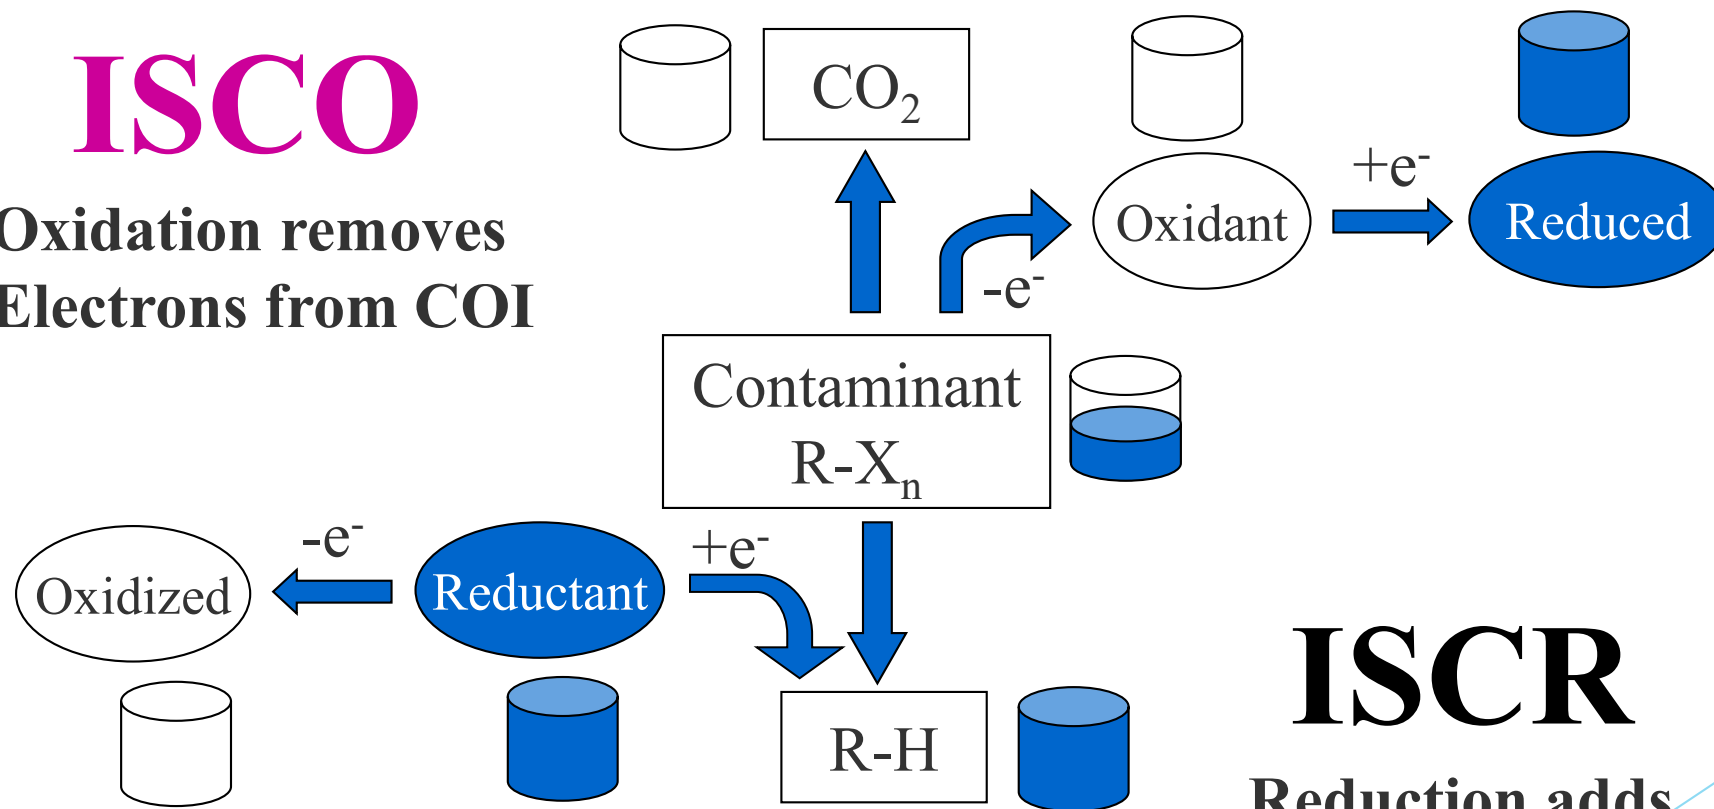 ISCO
Oxidation removes
Electrons from COI
CO₂
Oxidant
+e⁻
Reduced
-e⁻
Contaminant
R-Xₙ
Oxidized
-e⁻
Reductant
+e⁻
R-H
ISCR
Reduction adds